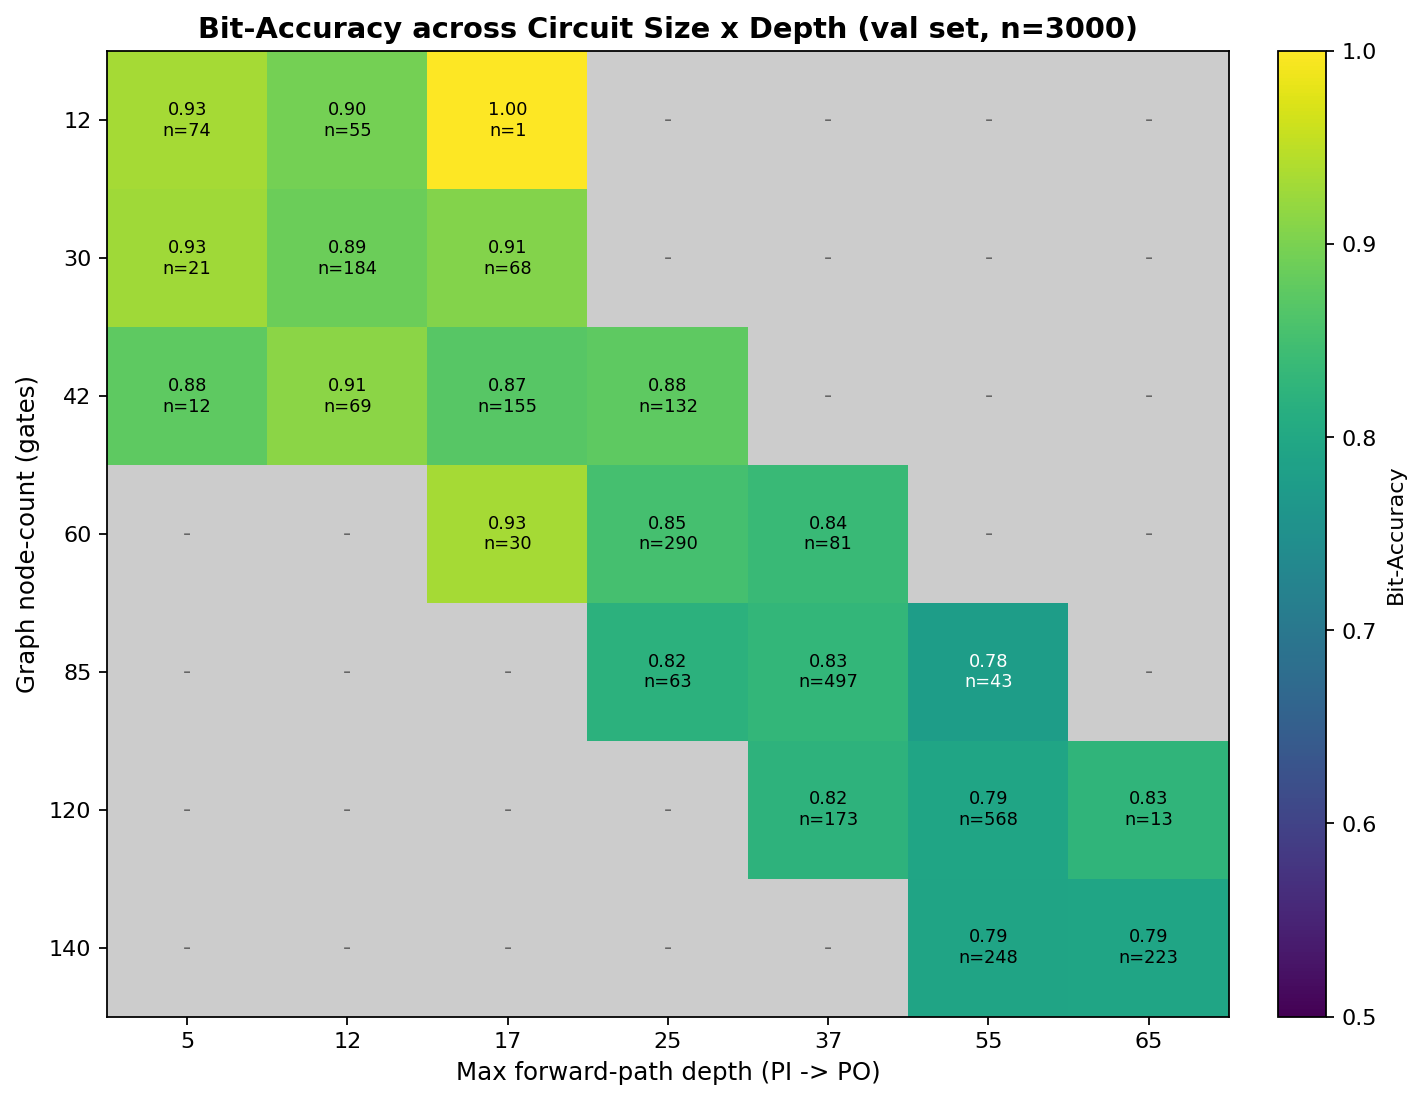 Bit-Accuracy across Circuit Size x Depth (val set, n=3000)
Graph node-count (gates)
12
0.93
n=74
0.90
n=55
1.00
n=1
-
-
-
-
30
0.93
n=21
0.89
n=184
0.91
n=68
-
-
-
-
42
0.88
n=12
0.91
n=69
0.87
n=155
0.88
n=132
-
-
-
60
-
-
0.93
n=30
0.85
n=290
0.84
n=81
-
-
85
-
-
-
0.82
n=63
0.83
n=497
0.78
n=43
-
120
-
-
-
-
0.82
n=173
0.79
n=568
0.83
n=13
140
-
-
-
-
-
0.79
n=248
0.79
n=223
5 12 17 25 37 55 65
Max forward-path depth (PI -> PO)
1.0
0.9
0.8
0.7
0.6
0.5
Bit-Accuracy